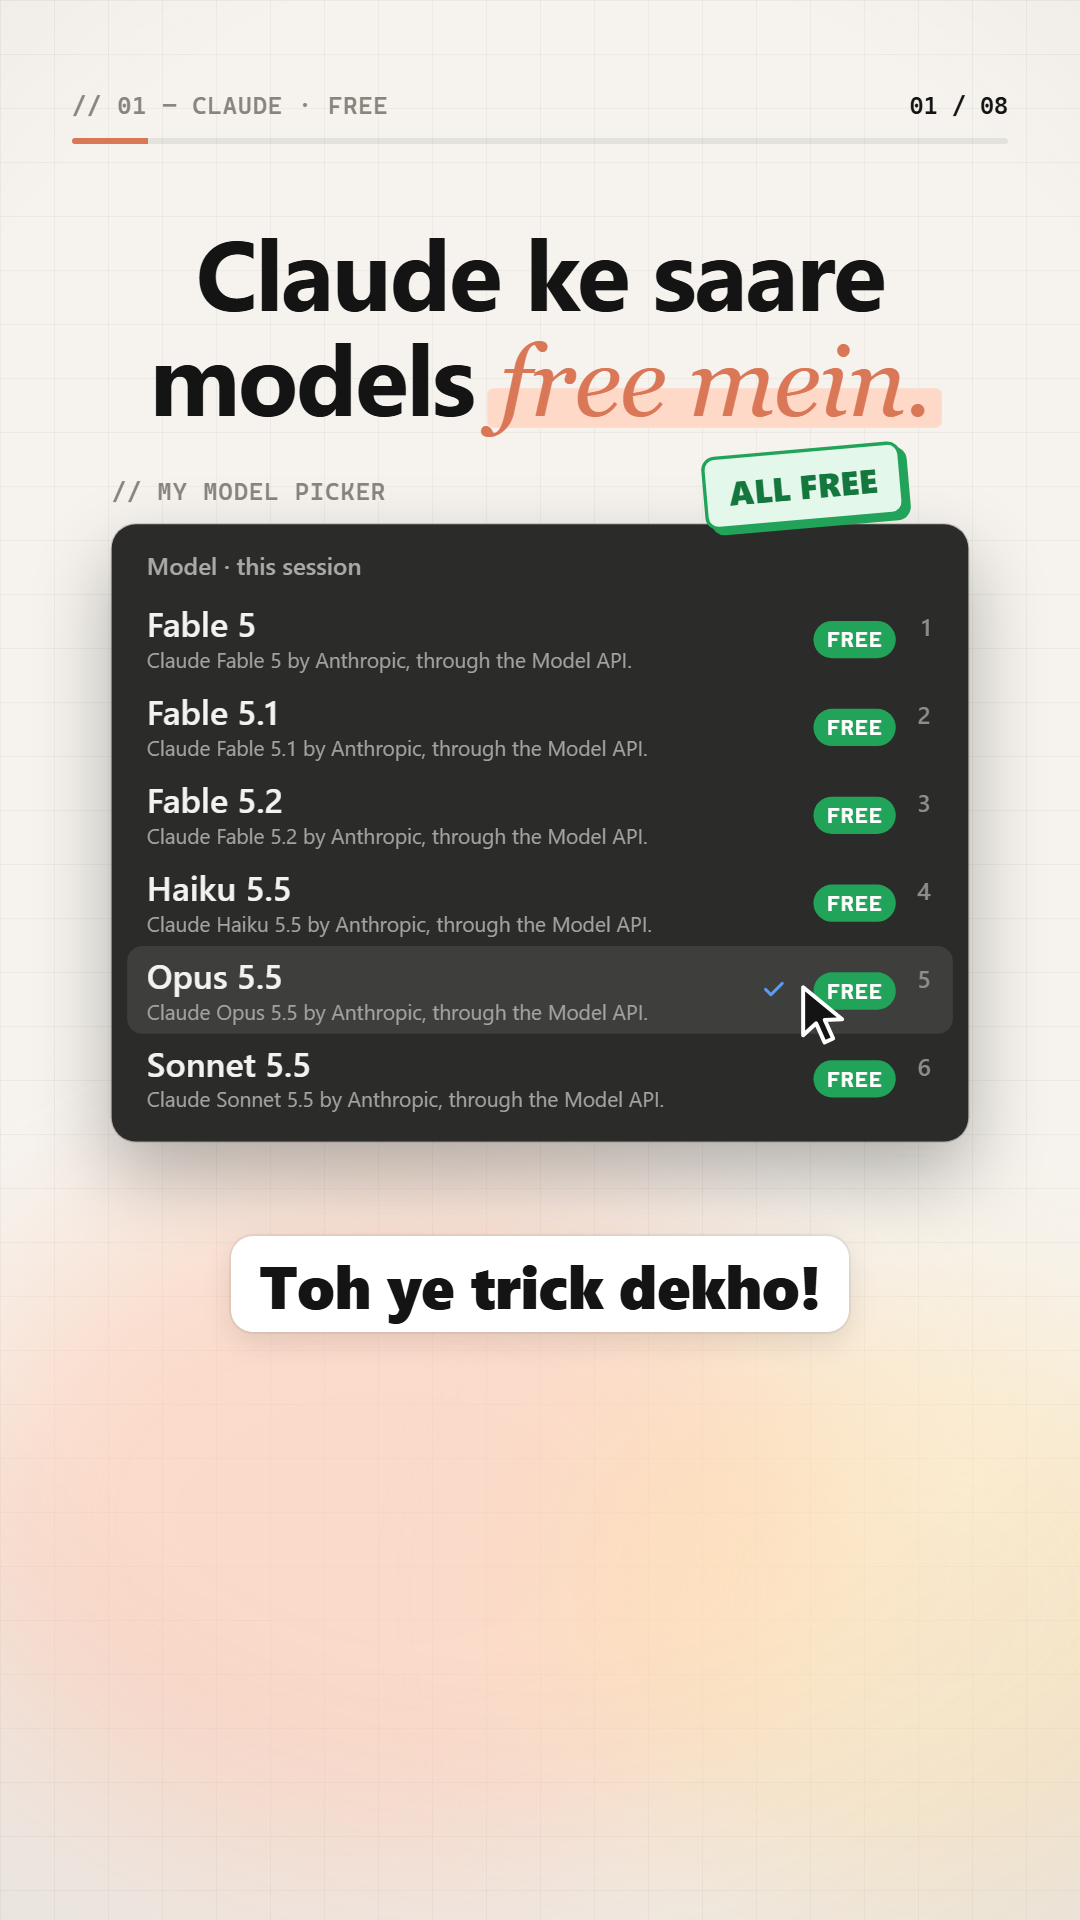 // 01 — CLAUDE · FREE
01 / 08
Claude ke saare
models free mein.
// MY MODEL PICKER
ALL FREE
Model · this session
Fable 5
Claude Fable 5 by Anthropic, through the Model API.
FREE
1
Fable 5.1
Claude Fable 5.1 by Anthropic, through the Model API.
FREE
2
Fable 5.2
Claude Fable 5.2 by Anthropic, through the Model API.
FREE
3
Haiku 5.5
Claude Haiku 5.5 by Anthropic, through the Model API.
FREE
4
Opus 5.5
Claude Opus 5.5 by Anthropic, through the Model API.
FREE
5
Sonnet 5.5
Claude Sonnet 5.5 by Anthropic, through the Model API.
FREE
6
Toh ye trick dekho!